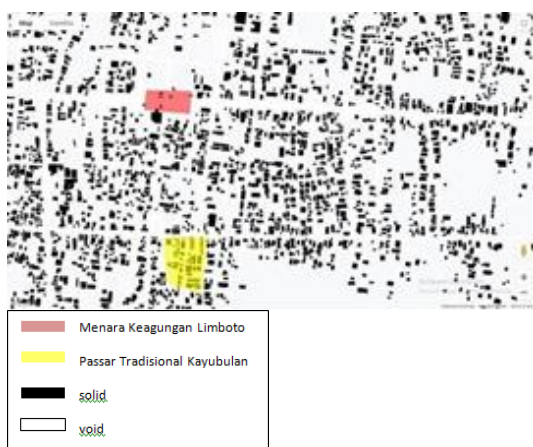 Menara Keagungan Limboto
Passar Tradisional Kayubulan
solid
void